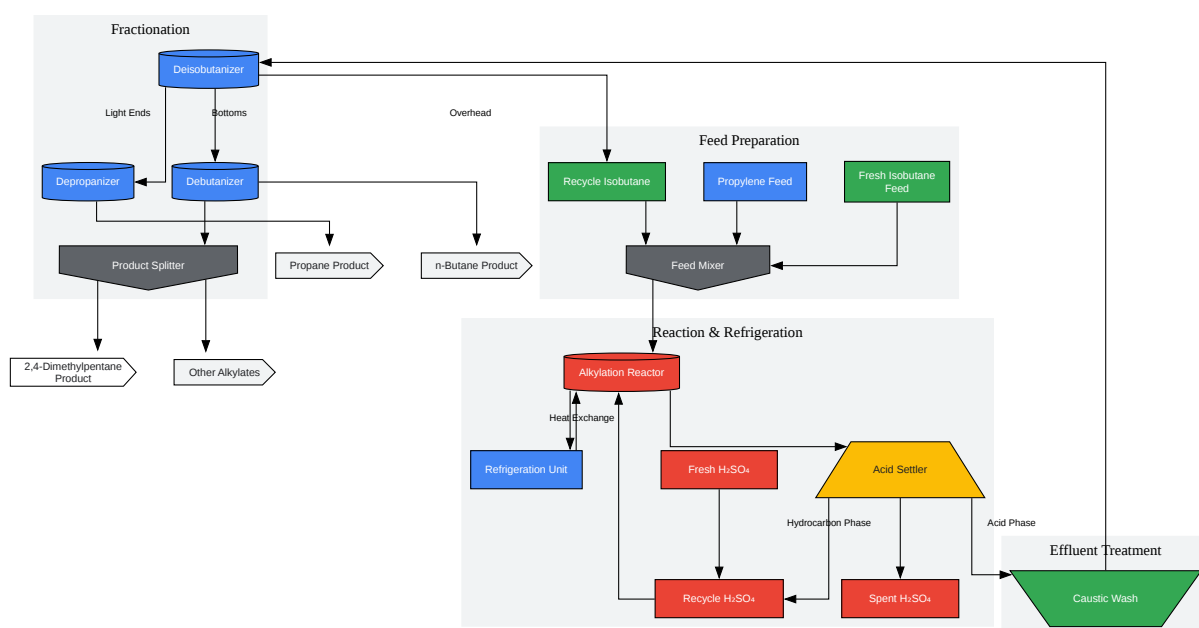 Fractionation
Deisobutanizer
Light Ends
Bottoms
Overhead
Depropanizer
Debutanizer
Product Splitter
Propane Product
n-Butane Product
2,4-Dimethylpentane
Product
Other Alkylates
Feed Preparation
Recycle Isobutane
Propylene Feed
Fresh Isobutane
Feed
Feed Mixer
Reaction & Refrigeration
Alkylation Reactor
Heat Exchange
Refrigeration Unit
Fresh H₂SO₄
Acid Settler
Hydrocarbon Phase
Acid Phase
Recycle H₂SO₄
Spent H₂SO₄
Effluent Treatment
Caustic Wash